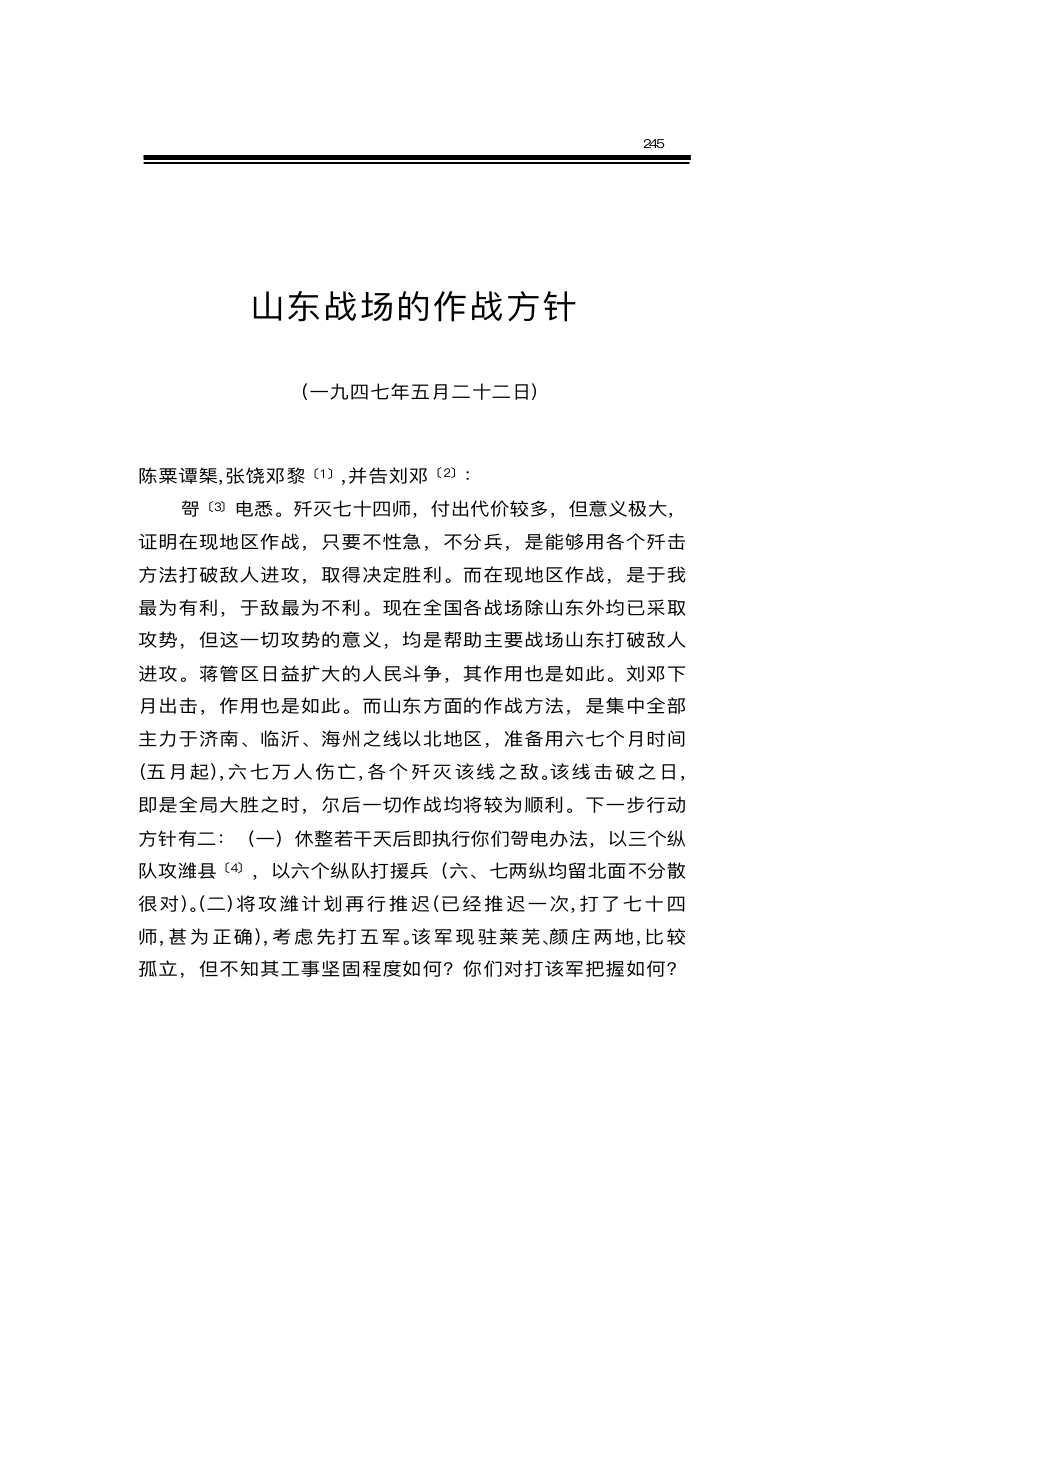 245
山东战场的作战方针
(一九四七年五月二十二日)
陈粟谭榘,张饶邓黎〔1〕,并告刘邓〔2〕:
哿〔3〕电悉。歼灭七十四师，付出代价较多，但意义极大，
证明在现地区作战，只要不性急，不分兵，是能够用各个歼击
方法打破敌人进攻，取得决定胜利。而在现地区作战，是于我
最为有利，于敌最为不利。现在全国各战场除山东外均已采取
攻势，但这一切攻势的意义，均是帮助主要战场山东打破敌人
进攻。蒋管区日益扩大的人民斗争，其作用也是如此。刘邓下
月出击，作用也是如此。而山东方面的作战方法，是集中全部
主力于济南、临沂、海州之线以北地区，准备用六七个月时间
(五月起),六七万人伤亡,各个歼灭该线之敌。该线击破之日,
即是全局大胜之时，尔后一切作战均将较为顺利。下一步行动
方针有二：（一）休整若干天后即执行你们哿电办法，以三个纵
队攻潍县〔4〕，以六个纵队打援兵（六、七两纵均留北面不分散
很对)。(二)将攻潍计划再行推迟(已经推迟一次,打了七十四
师,甚为正确),考虑先打五军。该军现驻莱芜、颜庄两地,比较
孤立，但不知其工事坚固程度如何？你们对打该军把握如何？